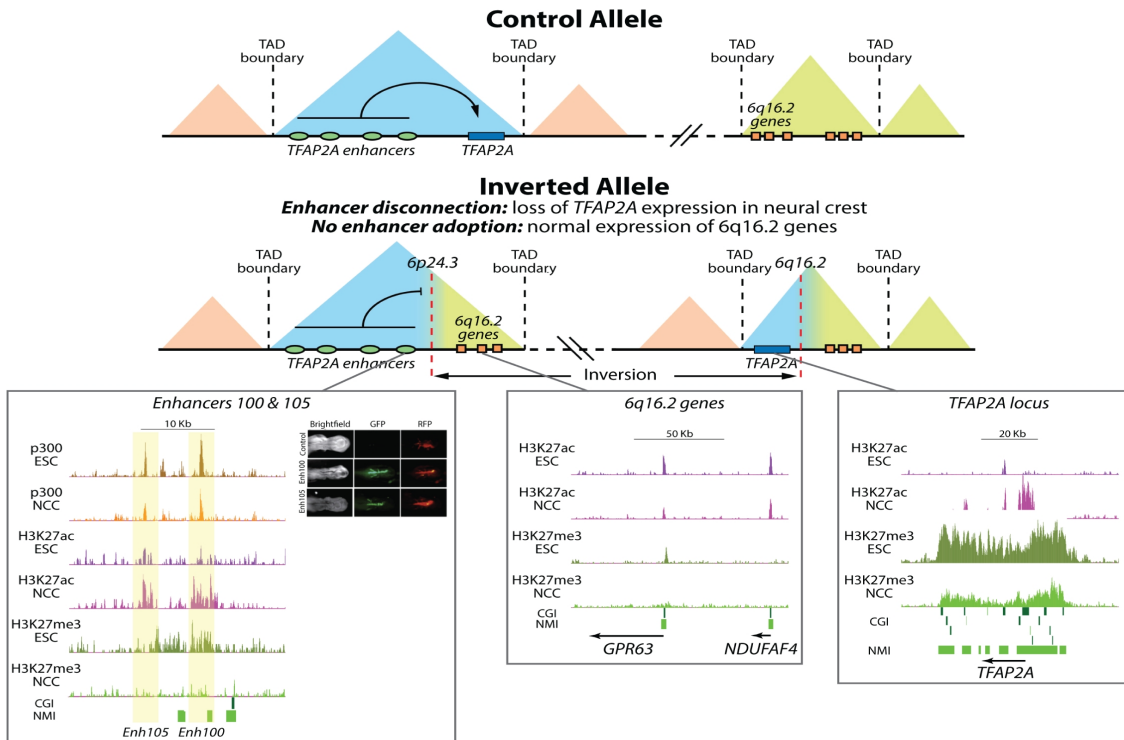 Control Allele
TAD
boundary
TAD
boundary
TAD
boundary
TAD
boundary
6q16.2
genes
TFAP2A enhancers
TFAP2A
Inverted Allele
Enhancer disconnection: loss of TFAP2A expression in neural crest
No enhancer adoption: normal expression of 6q16.2 genes
TAD
boundary
6p24.3
TAD
boundary
TAD
boundary
6q16.2
TAD
boundary
6q16.2
genes
TFAP2A enhancers
TFAP2A
Inversion
Enhancers 100 & 105
10 Kb
p300
ESC
p300
NCC
H3K27ac
ESC
H3K27ac
NCC
H3K27me3
ESC
H3K27me3
NCC
CGI
NMI
Enh105
Enh100
Brightfield
GFP
RFP
Control
Enh100
Enh105
6q16.2 genes
50 Kb
H3K27ac
ESC
H3K27ac
NCC
H3K27me3
ESC
H3K27me3
NCC
CGI
NMI
GPR63
NDUFAF4
TFAP2A locus
20 Kb
H3K27ac
ESC
H3K27ac
NCC
H3K27me3
ESC
H3K27me3
NCC
CGI
NMI
TFAP2A